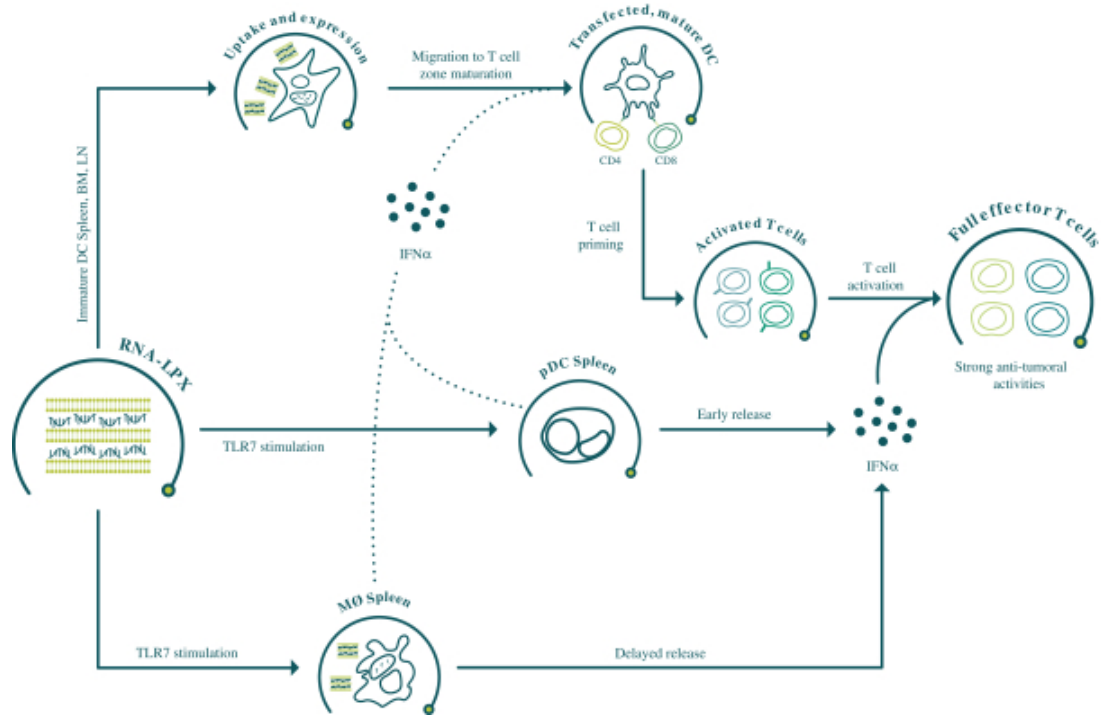 Uptake and expression
Migration to T cell
zone maturation
Transfected, mature DC
CD4
CD8
Immature DC Spleen, BM, LN
IFNα
T cell
priming
Activated T cells
T cell
activation
Full effector T cells
Strong anti-tumoral
activities
RNA-LPX
TLR7 stimulation
pDC Spleen
Early release
IFNα
MØ Spleen
TLR7 stimulation
Delayed release